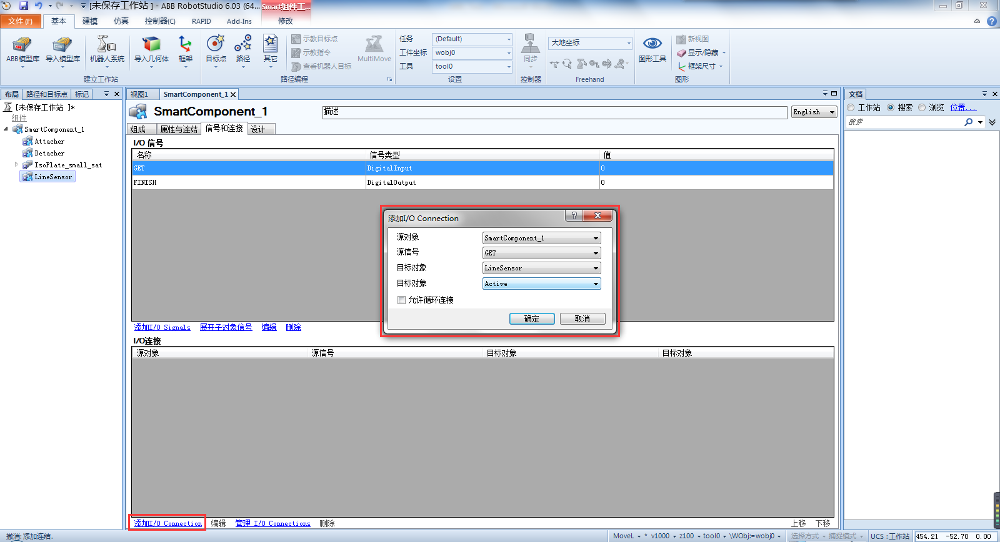 [未保存工作站 ] - ABB RobotStudio 6.03 (64...
Smart组件工...
文件(F) 基本 建模 仿真 控制器(C) RAPID Add-Ins 修改
ABB模型库 导入模型库 机器人系统 导入几何体 框架
建立工作站
目标点 路径 其它
示教目标点
示教指令
查看机器人目标
MultiMove
路径编程
任务 (Default)
工件坐标 wobj0
工具 tool0
设置
同步
控制器
大地坐标
Freehand
图形工具
新视图
显示/隐藏
框架尺寸
图形
布局 路径和目标点 标记
[未保存工作站 ]*
组件
SmartComponent_1
Attacher
Detacher
IsoPlate_small_sat
LineSensor
视图1 SmartComponent_1
SmartComponent_1
描述
English
组成 属性与连结 信号和连接 设计
I/O 信号
名称 信号类型 值
GET DigitalInput 0
FINISH DigitalOutput 0
添加I/O Connection
源对象 SmartComponent_1
源信号 GET
目标对象 LineSensor
目标对象 Active
允许循环连接
确定 取消
添加I/O Signals 展开子对象信号 编辑 删除
I/O连接
源对象 源信号 目标对象 目标对象
添加I/O Connection 编辑 管理 I/O Connections 删除 上移 下移
文档
工作站 搜索 浏览 位置...
搜索
撤消: 添加连结.
MoveL * v1000 z100 tool0 \WObj:=wobj0 选择方式 捕捉模式 UCS : 工作站 454.21 -52.70 0.00